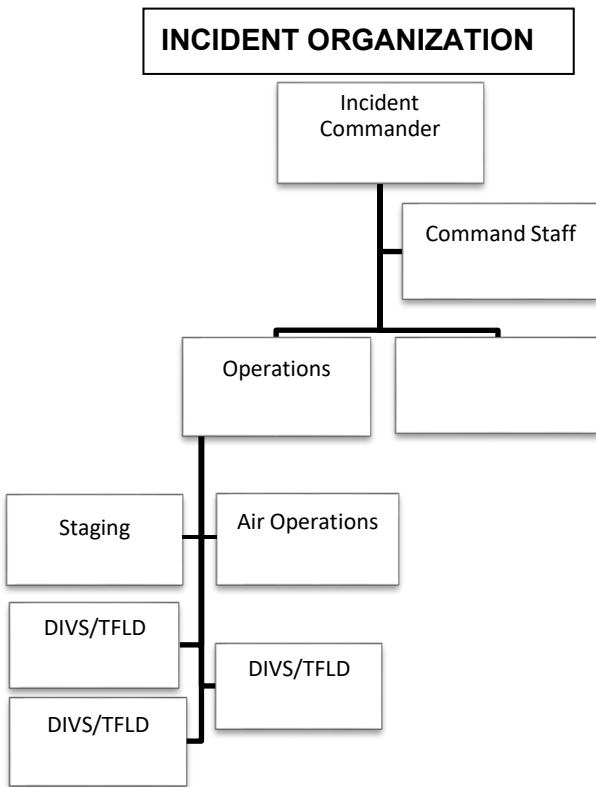 INCIDENT ORGANIZATION
Incident
Commander
Command Staff
Operations
Staging
Air Operations
DIVS/TFLD
DIVS/TFLD
DIVS/TFLD